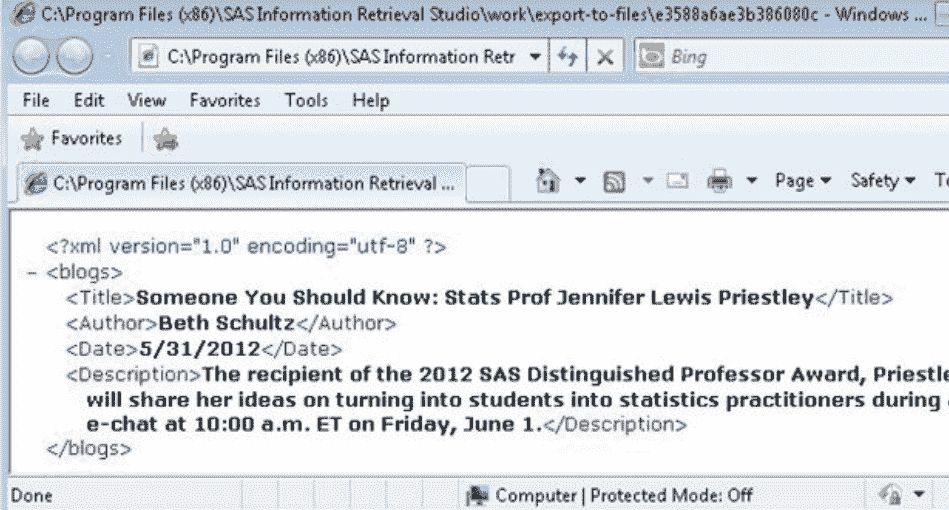 C:\Program Files (x86)\SAS Information Retrieval Studio\work\export-to-files\e3588a6ae3b386080c - Windows ...
C:\Program Files (x86)\SAS Information Retr
Bing
File Edit View Favorites Tools Help
Favorites
C:\Program Files (x86)\SAS Information Retrieval ...
Page Safety
<?xml version="1.0" encoding="utf-8" ?>
- <blogs>
<Title>Someone You Should Know: Stats Prof Jennifer Lewis Priestley</Title>
<Author>Beth Schultz</Author>
<Date>5/31/2012</Date>
<Description>The recipient of the 2012 SAS Distinguished Professor Award, Priestle
will share her ideas on turning into students into statistics practitioners during
e-chat at 10:00 a.m. ET on Friday, June 1.</Description>
</blogs>
Done
Computer | Protected Mode: Off